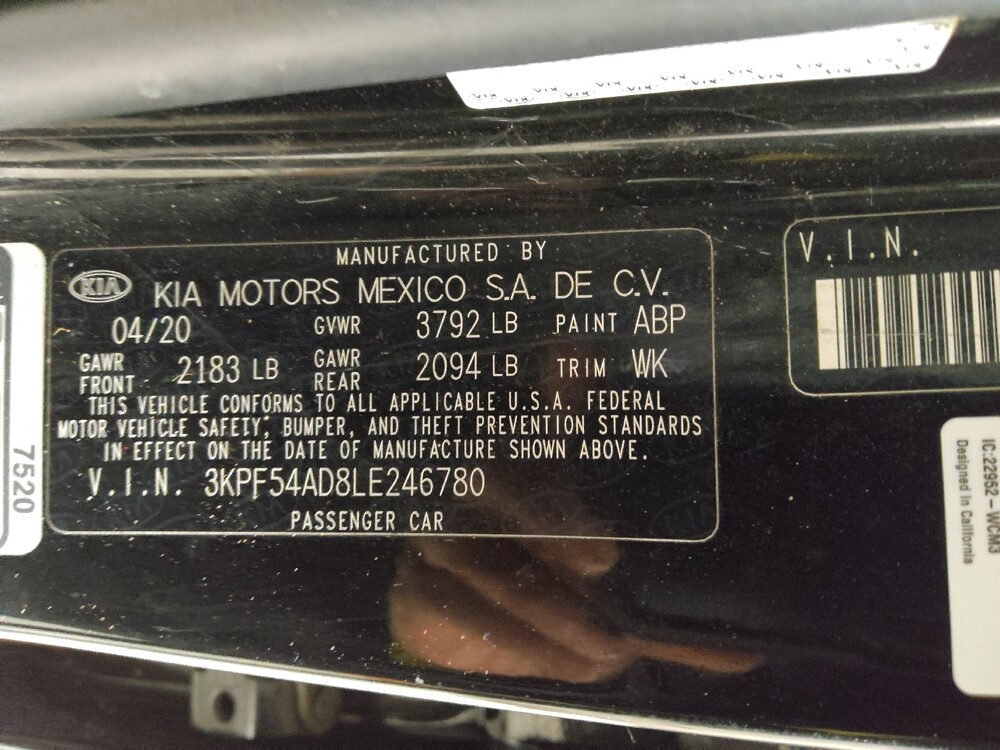 MANUFACTURED BY
KIA KIA MOTORS MEXICO S.A. DE C.V.
04/20 GVWR 3792 LB PAINT ABP
GAWR FRONT 2183 LB GAWR REAR 2094 LB TRIM WK
THIS VEHICLE CONFORMS TO ALL APPLICABLE U.S.A. FEDERAL
MOTOR VEHICLE SAFETY, BUMPER, AND THEFT PREVENTION STANDARDS
IN EFFECT ON THE DATE OF MANUFACTURE SHOWN ABOVE.
V.I.N. 3KPF54AD8LE246780
PASSENGER CAR
V.I.N.
7520
IC:22952-WCM3
Designed in California